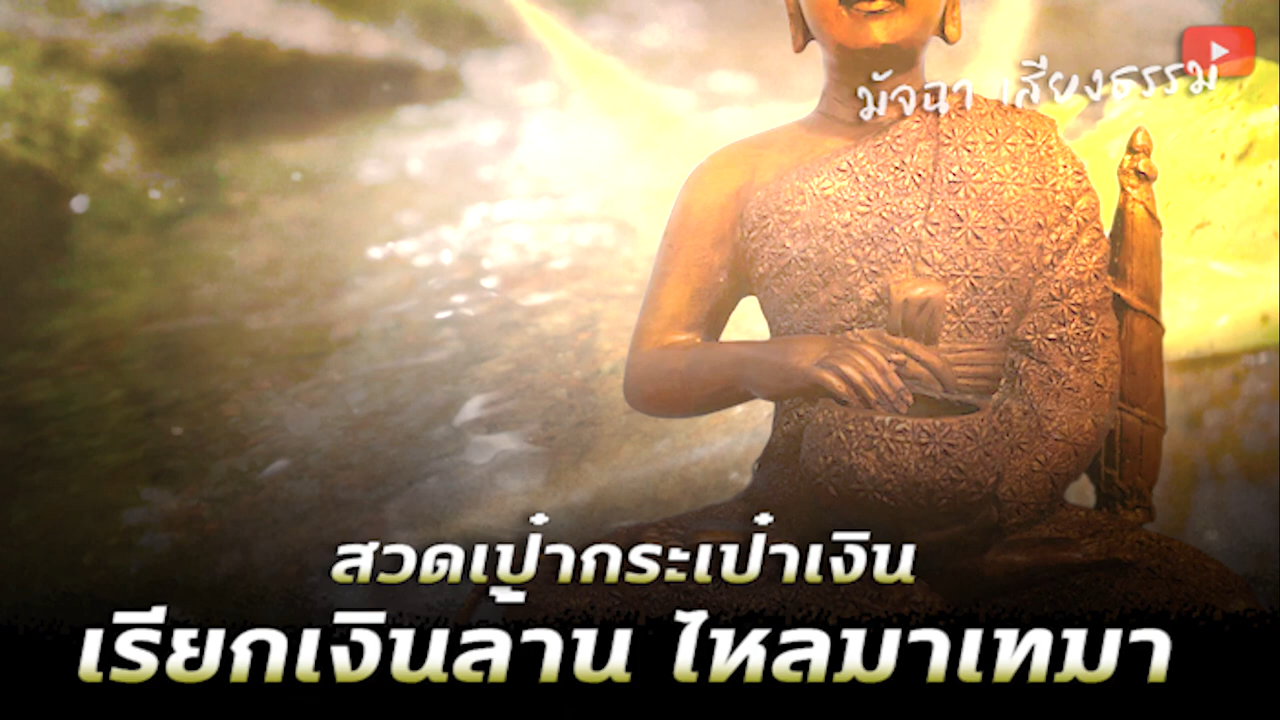 มัจฉา เสียงธรรม
สวดเป๋ากระเป๋าเงิน
เรียกเงินล้าน ไหลมาเทมา